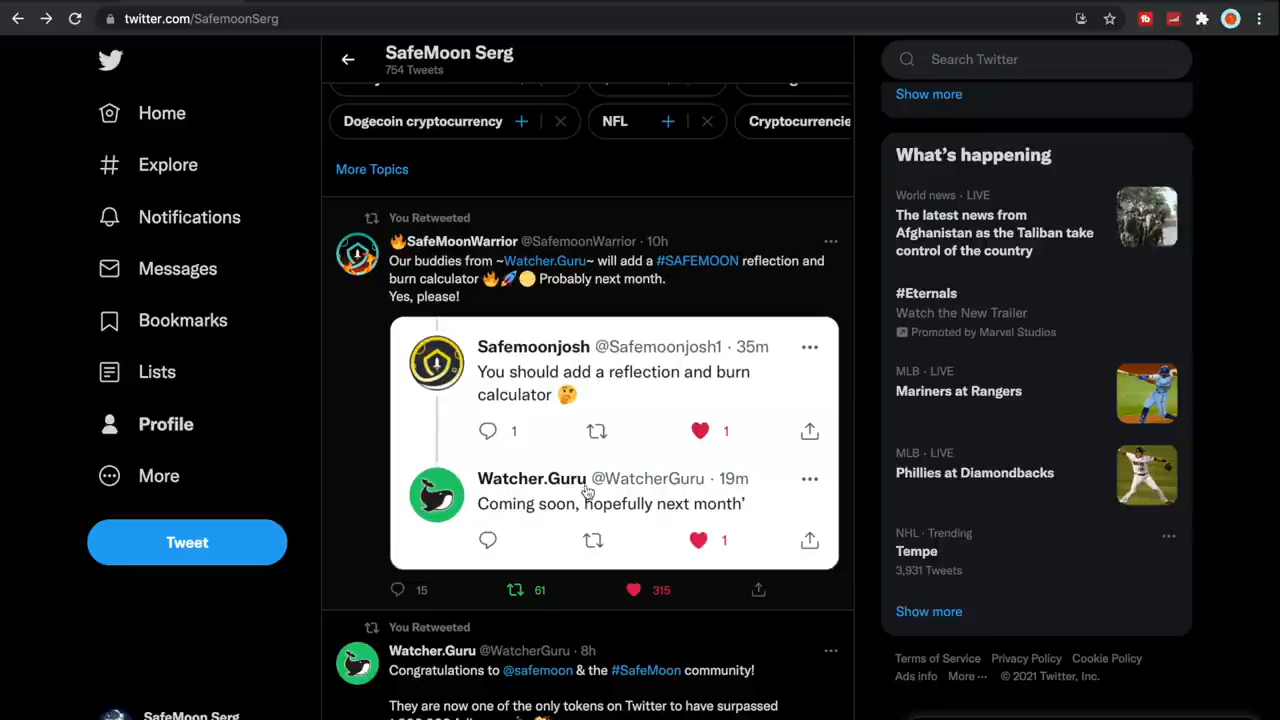 twitter.com/SafemoonSerg
Home
Explore
Notifications
Messages
Bookmarks
Lists
Profile
More
Tweet
SafeMoon Serg
SafeMoon Serg
754 Tweets
Dogecoin cryptocurrency
NFL
Cryptocurrencie
More Topics
You Retweeted
SafeMoonWarrior @SafemoonWarrior · 10h
Our buddies from ~Watcher.Guru~ will add a #SAFEMOON reflection and
burn calculator 🔥🚀🌕 Probably next month.
Yes, please!
Safemoonjosh @Safemoonjosh1 · 35m
You should add a reflection and burn
calculator 🤔
1
1
Watcher.Guru @WatcherGuru · 19m
Coming soon, hopefully next month'
1
15
61
315
You Retweeted
Watcher.Guru @WatcherGuru · 8h
Congratulations to @safemoon & the #SafeMoon community!
They are now one of the only tokens on Twitter to have surpassed
Search Twitter
Show more
What's happening
World news · LIVE
The latest news from
Afghanistan as the Taliban take
control of the country
#Eternals
Watch the New Trailer
Promoted by Marvel Studios
MLB · LIVE
Mariners at Rangers
MLB · LIVE
Phillies at Diamondbacks
NHL · Trending
Tempe
3,931 Tweets
Show more
Terms of Service Privacy Policy Cookie Policy
Ads info More ··· © 2021 Twitter, Inc.